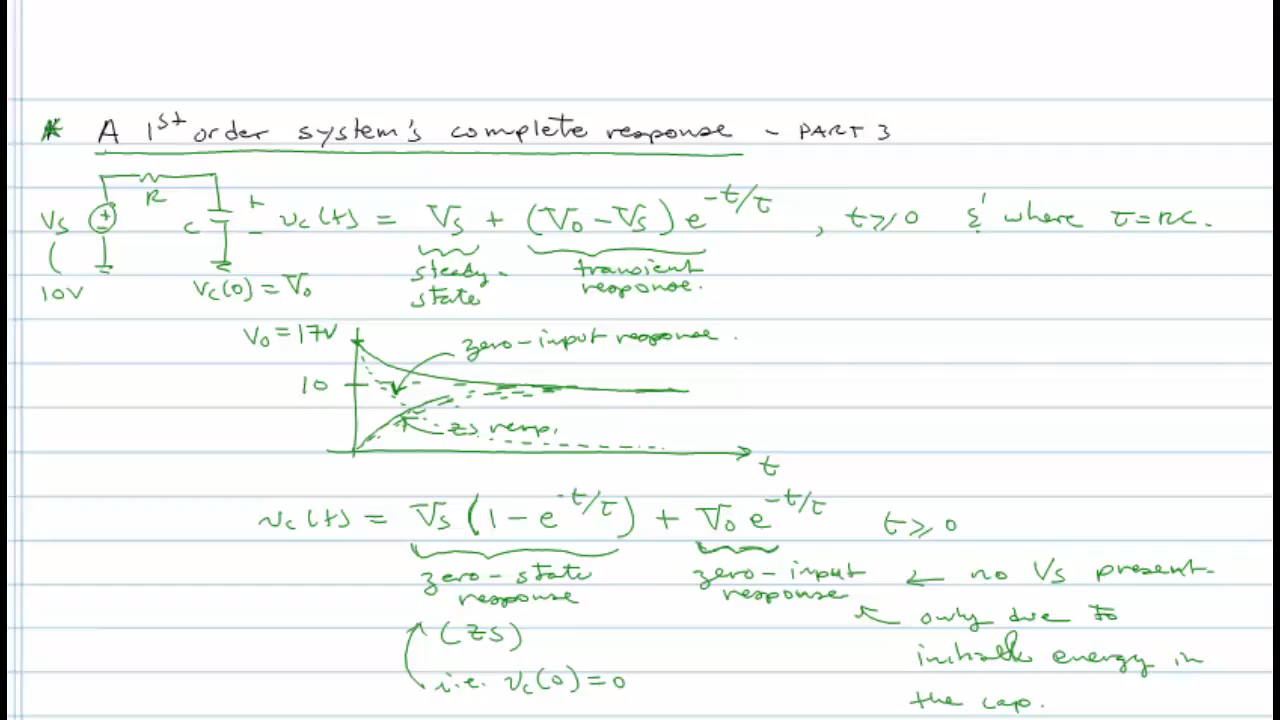 * A 1st order system's complete response - PART 3
R
Vs C + - vc(t) = Vs + (V0 - Vs) e^-t/τ , t ≥ 0 & where τ = RC.
steady-state transient response.
10V vc(0) = V0
V0 = 17V zero-input response.
10
ZS resp.
t
vc(t) = Vs (1 - e^-t/τ) + V0 e^-t/τ t ≥ 0
zero-state response zero-input response ← no Vs present-
(ZS) ← only due to
initial energy in
i.e. vc(0) = 0
the cap.